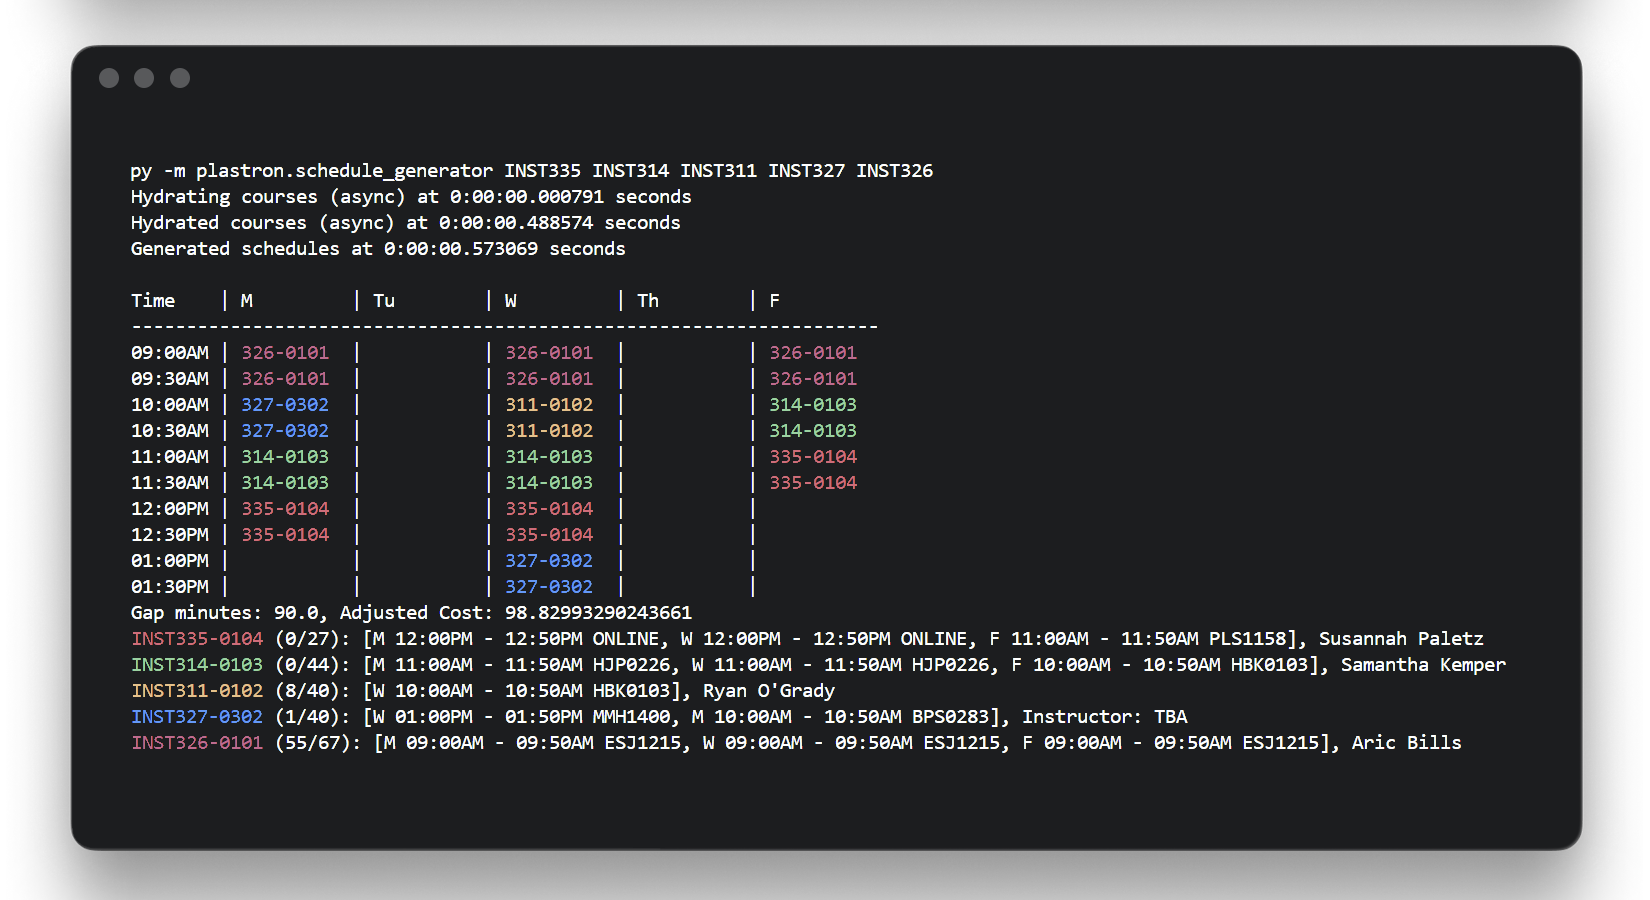 py -m plastron.schedule_generator INST335 INST314 INST311 INST327 INST326
Hydrating courses (async) at 0:00:00.000791 seconds
Hydrated courses (async) at 0:00:00.488574 seconds
Generated schedules at 0:00:00.573069 seconds
Time    | M         | Tu        | W         | Th        | F
--------------------------------------------------------------------
09:00AM | 326-0101  |           | 326-0101  |           | 326-0101
09:30AM | 326-0101  |           | 326-0101  |           | 326-0101
10:00AM | 327-0302  |           | 311-0102  |           | 314-0103
10:30AM | 327-0302  |           | 311-0102  |           | 314-0103
11:00AM | 314-0103  |           | 314-0103  |           | 335-0104
11:30AM | 314-0103  |           | 314-0103  |           | 335-0104
12:00PM | 335-0104  |           | 335-0104  |           |
12:30PM | 335-0104  |           | 335-0104  |           |
01:00PM |           |           | 327-0302  |           |
01:30PM |           |           | 327-0302  |           |
Gap minutes: 90.0, Adjusted Cost: 98.82993290243661
INST335-0104 (0/27): [M 12:00PM - 12:50PM ONLINE, W 12:00PM - 12:50PM ONLINE, F 11:00AM - 11:50AM PLS1158], Susannah Paletz
INST314-0103 (0/44): [M 11:00AM - 11:50AM HJP0226, W 11:00AM - 11:50AM HJP0226, F 10:00AM - 10:50AM HBK0103], Samantha Kemper
INST311-0102 (8/40): [W 10:00AM - 10:50AM HBK0103], Ryan O'Grady
INST327-0302 (1/40): [W 01:00PM - 01:50PM MMH1400, M 10:00AM - 10:50AM BPS0283], Instructor: TBA
INST326-0101 (55/67): [M 09:00AM - 09:50AM ESJ1215, W 09:00AM - 09:50AM ESJ1215, F 09:00AM - 09:50AM ESJ1215], Aric Bills